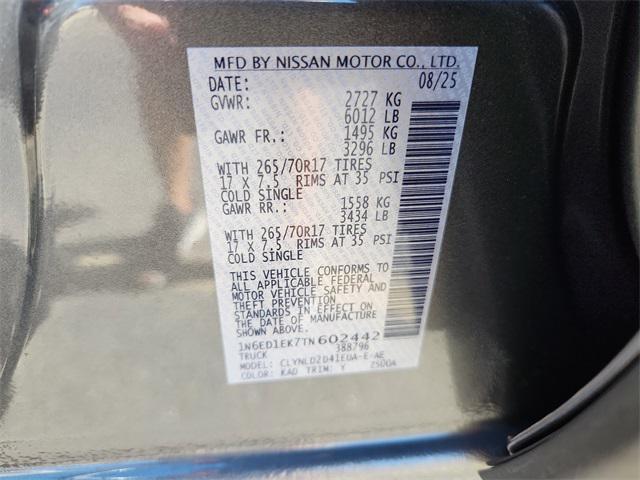 MFD BY NISSAN MOTOR CO., LTD.
DATE: 08/25
GVWR: 2727 KG
6012 LB
GAWR FR.: 1495 KG
3296 LB
WITH 265/70R17 TIRES
17 X 7.5 RIMS AT 35 PSI
COLD SINGLE
GAWR RR.: 1558 KG
3434 LB
WITH 265/70R17 TIRES
17 X 7.5 RIMS AT 35 PSI
COLD SINGLE
THIS VEHICLE CONFORMS TO
ALL APPLICABLE FEDERAL
MOTOR VEHICLE SAFETY AND
THEFT PREVENTION
STANDARDS IN EFFECT ON
THE DATE OF MANUFACTURE
SHOWN ABOVE.
1N6ED1EK7TN602442
TRUCK 388796
MODEL: CLYNLD2D41EUA-E-AE
COLOR: KAD TRIM: Y